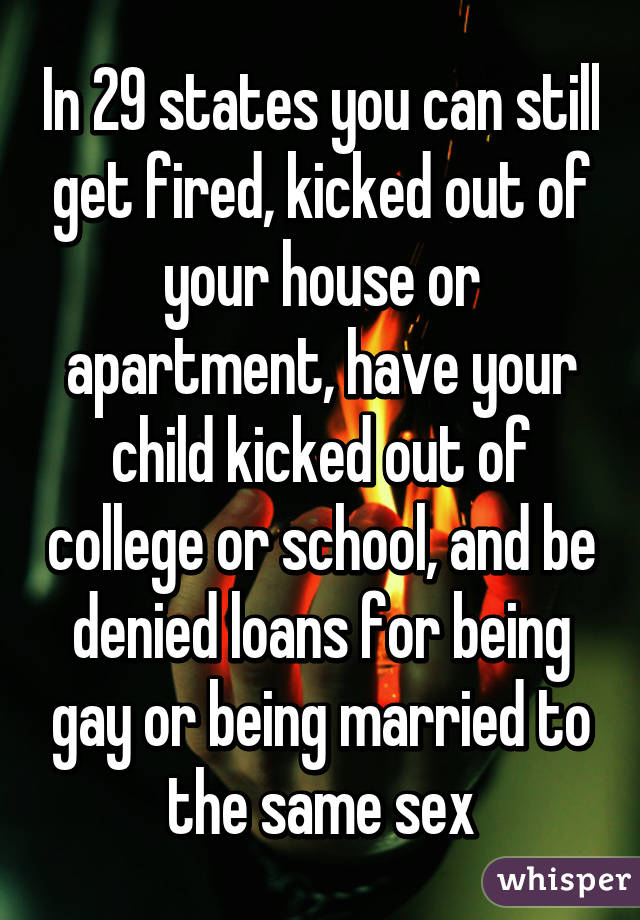 In 29 states you can still
get fired, kicked out of
your house or
apartment, have your
child kicked out of
college or school, and be
denied loans for being
gay or being married to
the same sex
whisper